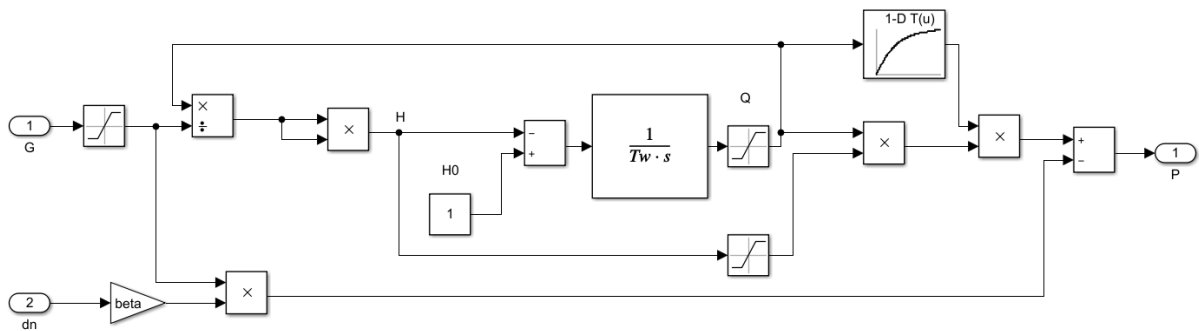 1-D T(u)
Q
×
÷
1
G
H
×
−
+
1
Tw · s
×
×
+
−
1
P
H0
1
×
2
dn
beta